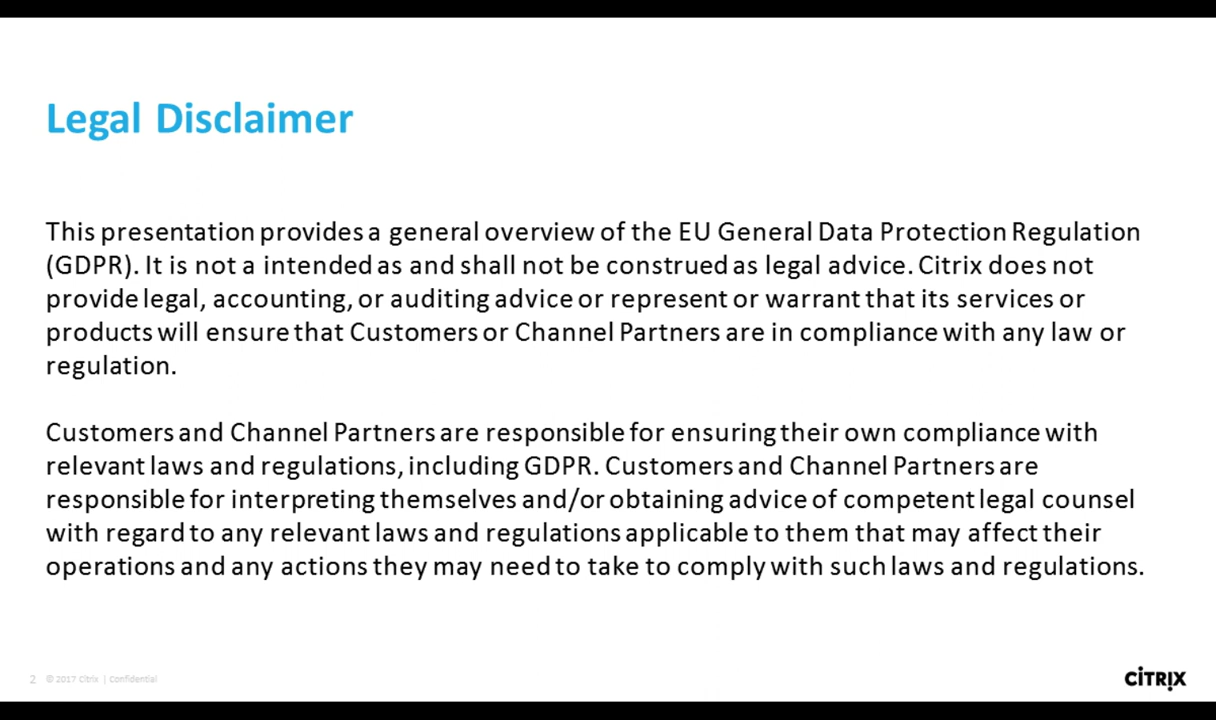 Legal Disclaimer
This presentation provides a general overview of the EU General Data Protection Regulation
(GDPR). It is not a intended as and shall not be construed as legal advice. Citrix does not
provide legal, accounting, or auditing advice or represent or warrant that its services or
products will ensure that Customers or Channel Partners are in compliance with any law or
regulation.
Customers and Channel Partners are responsible for ensuring their own compliance with
relevant laws and regulations, including GDPR. Customers and Channel Partners are
responsible for interpreting themselves and/or obtaining advice of competent legal counsel
with regard to any relevant laws and regulations applicable to them that may affect their
operations and any actions they may need to take to comply with such laws and regulations.
2 © 2017 Citrix | Confidential
CITRIX